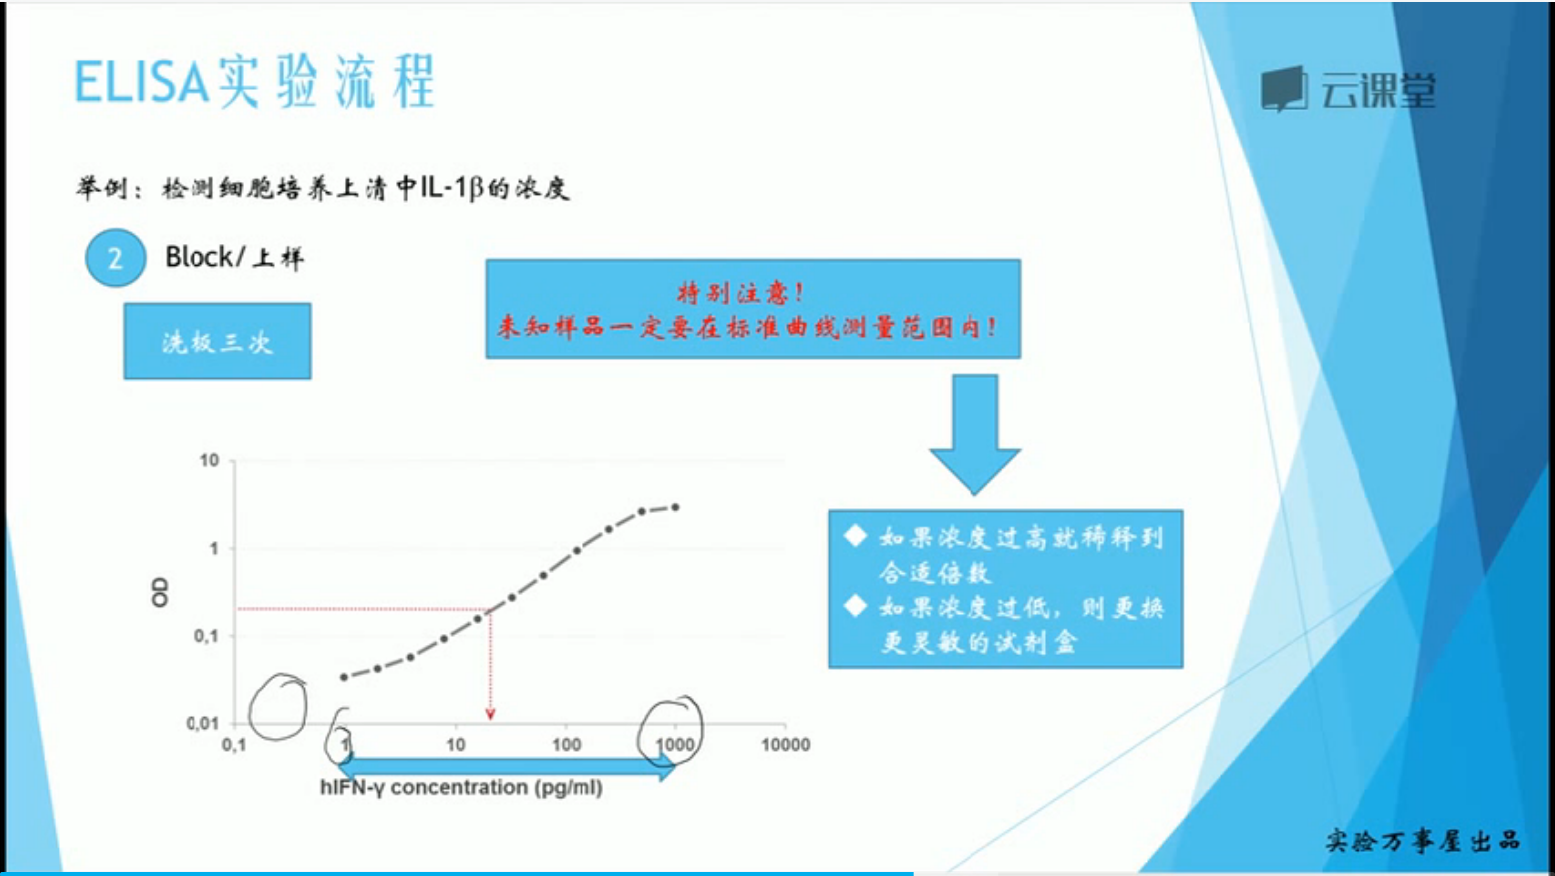 ELISA实验流程
云课堂
举例：检测细胞培养上清中IL-1β的浓度
2 Block/上样
特别注意！
未知样品一定要在标准曲线测量范围内！
洗板三次
如果浓度过高就稀释到
合适倍数
如果浓度过低，则更换
更灵敏的试剂盒
OD
10
1
0,1
0,01
0,1 1 10 100 1000 10000
hIFN-γ concentration (pg/ml)
实验万事屋出品